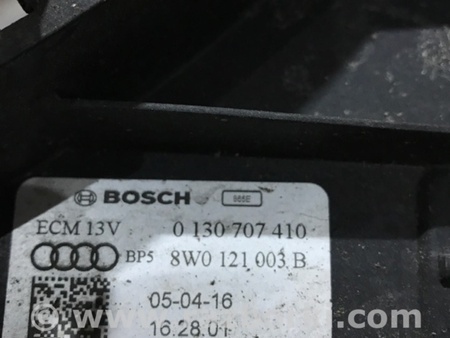 BOSCH
ECM 13V 0 130 707 410
BP5 8W0 121 003 B
05-04-16
16.28.01